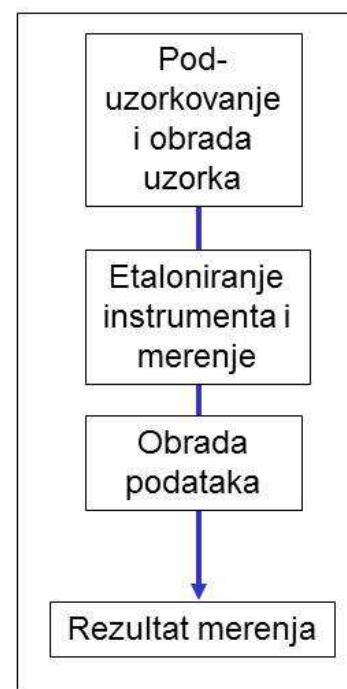 Pod-
uzorkovanje
i obrada
uzorka
Etaloniranje
instrumenta i
merenje
Obrada
podataka
Rezultat merenja